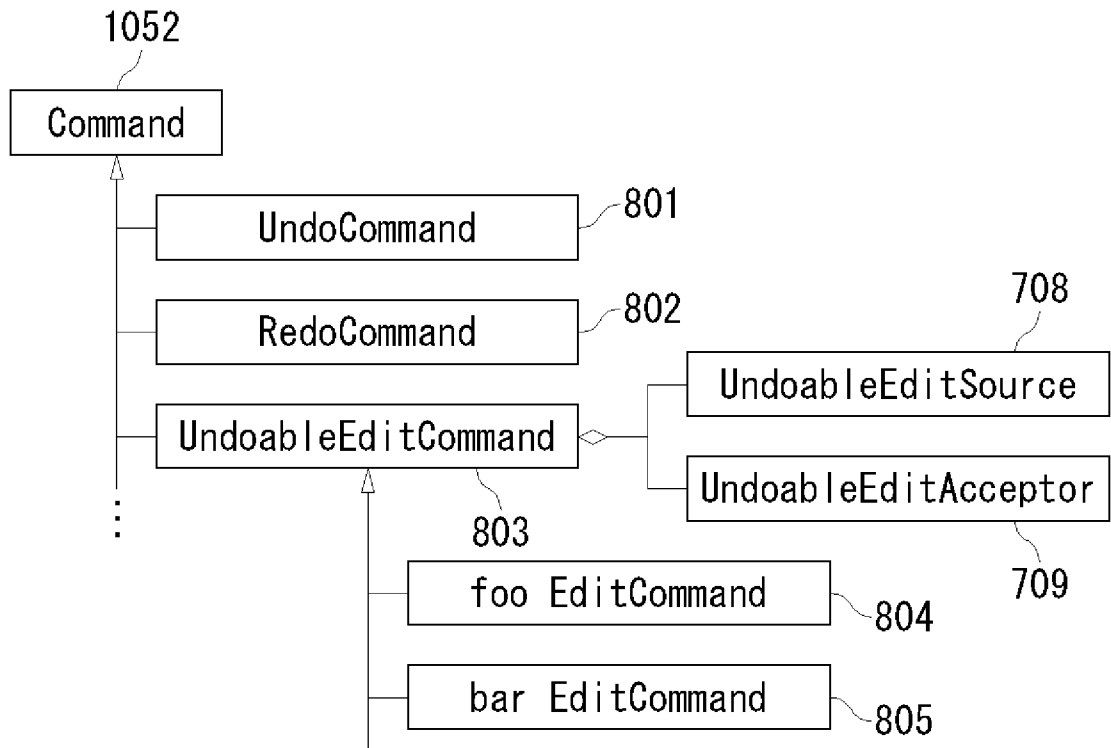 1052
Command
801
UndoCommand
802
RedoCommand
708
UndoableEditSource
UndoableEditCommand
UndoableEditAcceptor
803
709
foo EditCommand
804
bar EditCommand
805